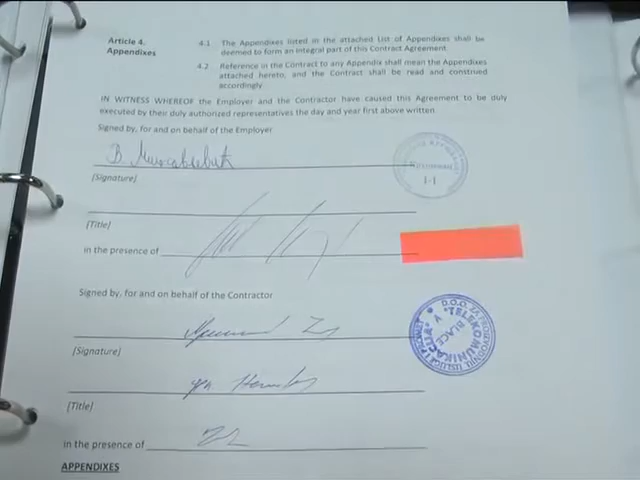 Article 4.
Appendixes
4.1 The Appendixes listed in the attached List of Appendixes shall be
deemed to form an integral part of this Contract Agreement.
4.2 Reference in the Contract to any Appendix shall mean the Appendixes
attached hereto, and the Contract shall be read and construed
accordingly
IN WITNESS WHEREOF the Employer and the Contractor have caused this Agreement to be duly
executed by their duly authorized representatives the day and year first above written.
Signed by, for and on behalf of the Employer
[Signature]
1-1
[Title]
in the presence of
Signed by, for and on behalf of the Contractor
D.O.O.
TELEKOMUNIKACIJE
BLACE
[Signature]
[Title]
in the presence of
APPENDIXES